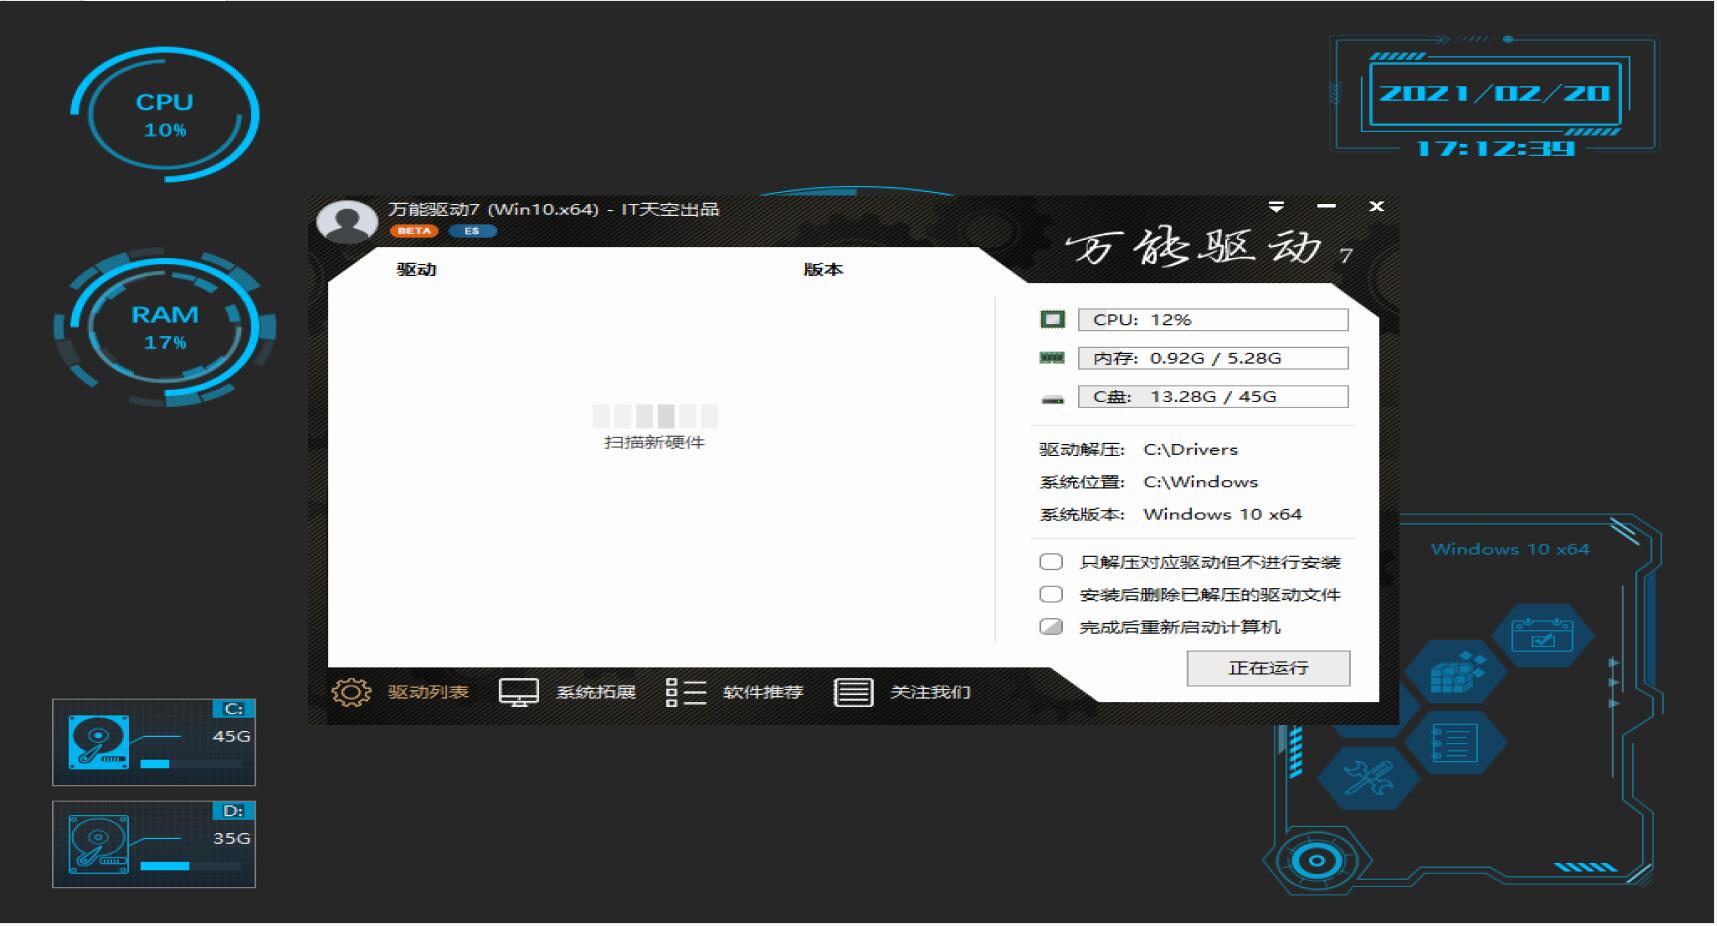 CPU
10%
2021/02/20
17:12:39
RAM
17%
万能驱动7 (Win10.x64) - IT天空出品
BETA ES
万能驱动7
驱动 版本
CPU: 12%
内存: 0.92G / 5.28G
C盘: 13.28G / 45G
扫描新硬件
驱动解压: C:\Drivers
系统位置: C:\Windows
系统版本: Windows 10 x64
只解压对应驱动但不进行安装
安装后删除已解压的驱动文件
完成后重新启动计算机
正在运行
驱动列表 系统拓展 软件推荐 关注我们
Windows 10 x64
C:
45G
D:
35G